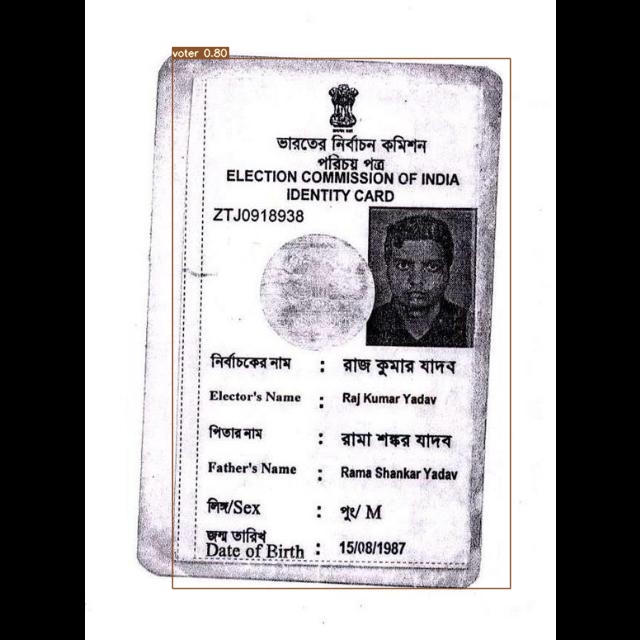 voter 0.80
ভারতের নির্বাচন কমিশন
পরিচয় পত্র
ELECTION COMMISSION OF INDIA
IDENTITY CARD
ZTJ0918938
নির্বাচকের নাম : রাজ কুমার যাদব
Elector's Name : Raj Kumar Yadav
পিতার নাম : রামা শঙ্কর যাদব
Father's Name : Rama Shankar Yadav
লিঙ্গ/Sex : পুং/ M
জন্ম তারিখ
Date of Birth : 15/08/1987